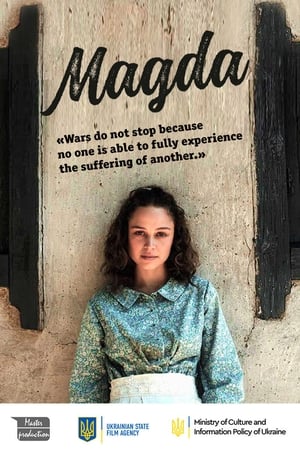 Magda
«Wars do not stop because
no one is able to fully experience
the suffering of another.»
Master
production
UKRAINIAN STATE
FILM AGENCY
Ministry of Culture and
Information Policy of Ukraine